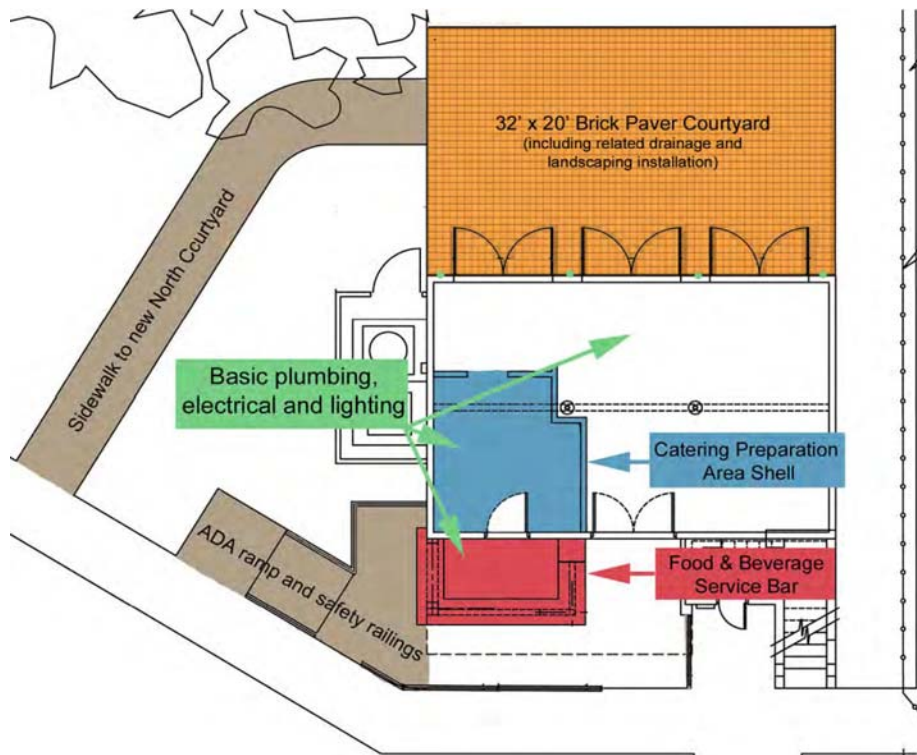 32' x 20' Brick Paver Courtyard
(including related drainage and
landscaping installation)
Sidewalk to new North Ccurtyard
Basic plumbing,
electrical and lighting
Catering Preparation
Area Shell
ADA ramp and safety railings
Food & Beverage
Service Bar